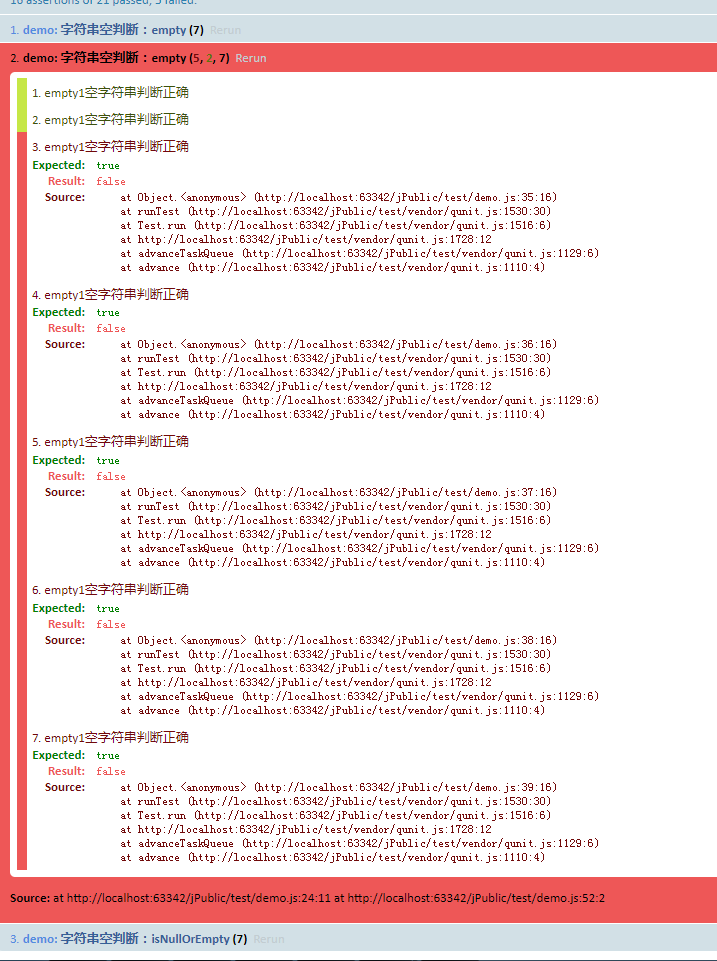 16 assertions of 21 passed, 5 failed.
1. demo: 字符串空判断：empty (7) Rerun
2. demo: 字符串空判断：empty (5, 2, 7) Rerun
1. empty1空字符串判断正确
2. empty1空字符串判断正确
3. empty1空字符串判断正确
Expected: true
Result: false
Source: at Object.<anonymous> (http://localhost:63342/jPublic/test/demo.js:35:16)
at runTest (http://localhost:63342/jPublic/test/vendor/qunit.js:1530:30)
at Test.run (http://localhost:63342/jPublic/test/vendor/qunit.js:1516:6)
at http://localhost:63342/jPublic/test/vendor/qunit.js:1728:12
at advanceTaskQueue (http://localhost:63342/jPublic/test/vendor/qunit.js:1129:6)
at advance (http://localhost:63342/jPublic/test/vendor/qunit.js:1110:4)
4. empty1空字符串判断正确
Expected: true
Result: false
Source: at Object.<anonymous> (http://localhost:63342/jPublic/test/demo.js:36:16)
at runTest (http://localhost:63342/jPublic/test/vendor/qunit.js:1530:30)
at Test.run (http://localhost:63342/jPublic/test/vendor/qunit.js:1516:6)
at http://localhost:63342/jPublic/test/vendor/qunit.js:1728:12
at advanceTaskQueue (http://localhost:63342/jPublic/test/vendor/qunit.js:1129:6)
at advance (http://localhost:63342/jPublic/test/vendor/qunit.js:1110:4)
5. empty1空字符串判断正确
Expected: true
Result: false
Source: at Object.<anonymous> (http://localhost:63342/jPublic/test/demo.js:37:16)
at runTest (http://localhost:63342/jPublic/test/vendor/qunit.js:1530:30)
at Test.run (http://localhost:63342/jPublic/test/vendor/qunit.js:1516:6)
at http://localhost:63342/jPublic/test/vendor/qunit.js:1728:12
at advanceTaskQueue (http://localhost:63342/jPublic/test/vendor/qunit.js:1129:6)
at advance (http://localhost:63342/jPublic/test/vendor/qunit.js:1110:4)
6. empty1空字符串判断正确
Expected: true
Result: false
Source: at Object.<anonymous> (http://localhost:63342/jPublic/test/demo.js:38:16)
at runTest (http://localhost:63342/jPublic/test/vendor/qunit.js:1530:30)
at Test.run (http://localhost:63342/jPublic/test/vendor/qunit.js:1516:6)
at http://localhost:63342/jPublic/test/vendor/qunit.js:1728:12
at advanceTaskQueue (http://localhost:63342/jPublic/test/vendor/qunit.js:1129:6)
at advance (http://localhost:63342/jPublic/test/vendor/qunit.js:1110:4)
7. empty1空字符串判断正确
Expected: true
Result: false
Source: at Object.<anonymous> (http://localhost:63342/jPublic/test/demo.js:39:16)
at runTest (http://localhost:63342/jPublic/test/vendor/qunit.js:1530:30)
at Test.run (http://localhost:63342/jPublic/test/vendor/qunit.js:1516:6)
at http://localhost:63342/jPublic/test/vendor/qunit.js:1728:12
at advanceTaskQueue (http://localhost:63342/jPublic/test/vendor/qunit.js:1129:6)
at advance (http://localhost:63342/jPublic/test/vendor/qunit.js:1110:4)
Source: at http://localhost:63342/jPublic/test/demo.js:24:11 at http://localhost:63342/jPublic/test/demo.js:52:2
3. demo: 字符串空判断：isNullOrEmpty (7) Rerun